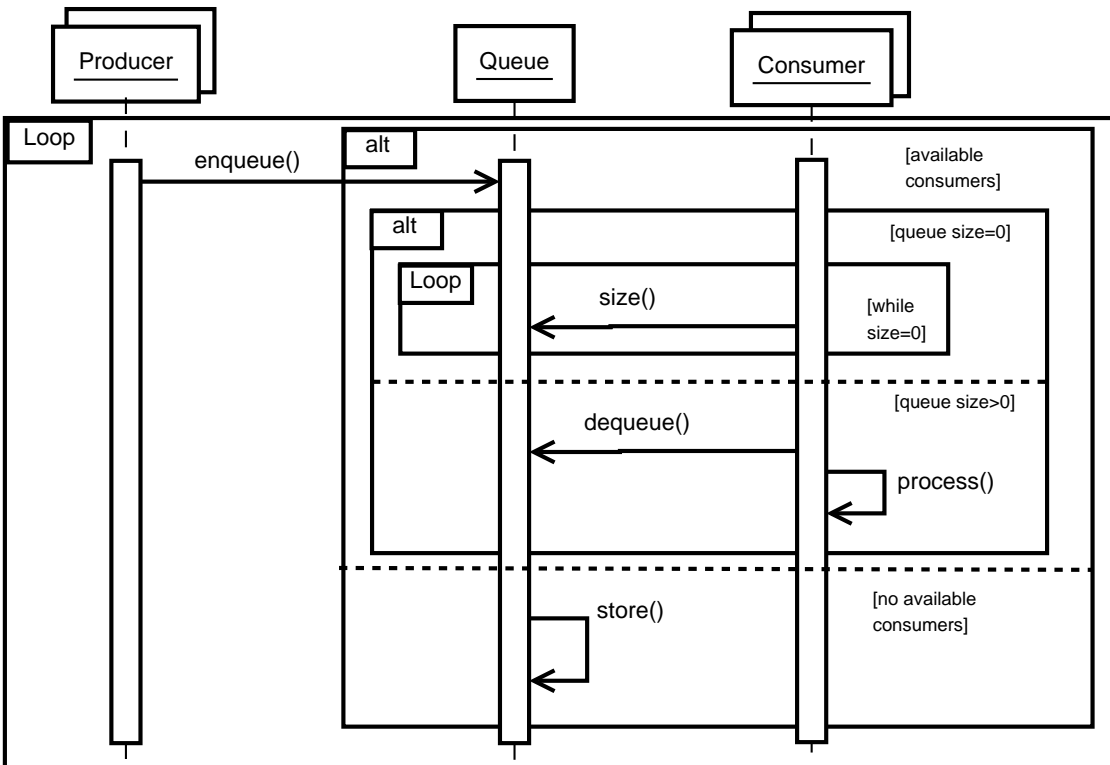 Producer
Queue
Consumer
Loop
alt
enqueue()
[available
consumers]
alt
[queue size=0]
Loop
size()
[while
size=0]
[queue size>0]
dequeue()
process()
[no available
consumers]
store()